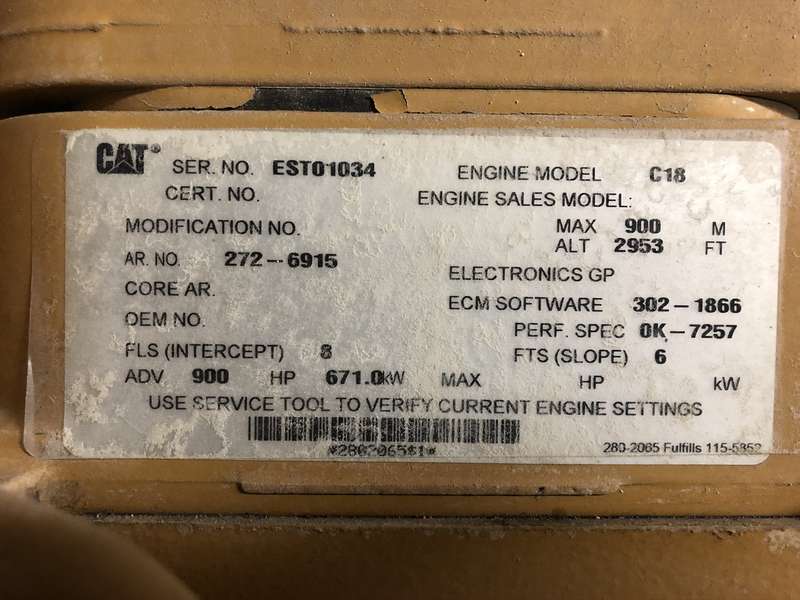 CAT® SER. NO. EST01034 ENGINE MODEL C18
CERT. NO. ENGINE SALES MODEL:
MODIFICATION NO. MAX 900 M
ALT 2953 FT
AR. NO. 272-6915
ELECTRONICS GP
CORE AR.
ECM SOFTWARE 302-1866
OEM NO.
PERF. SPEC 0K-7257
FLS (INTERCEPT) 8 FTS (SLOPE) 6
ADV 900 HP 671.0kW MAX HP kW
USE SERVICE TOOL TO VERIFY CURRENT ENGINE SETTINGS
280-2065 Fulfills 115-5852